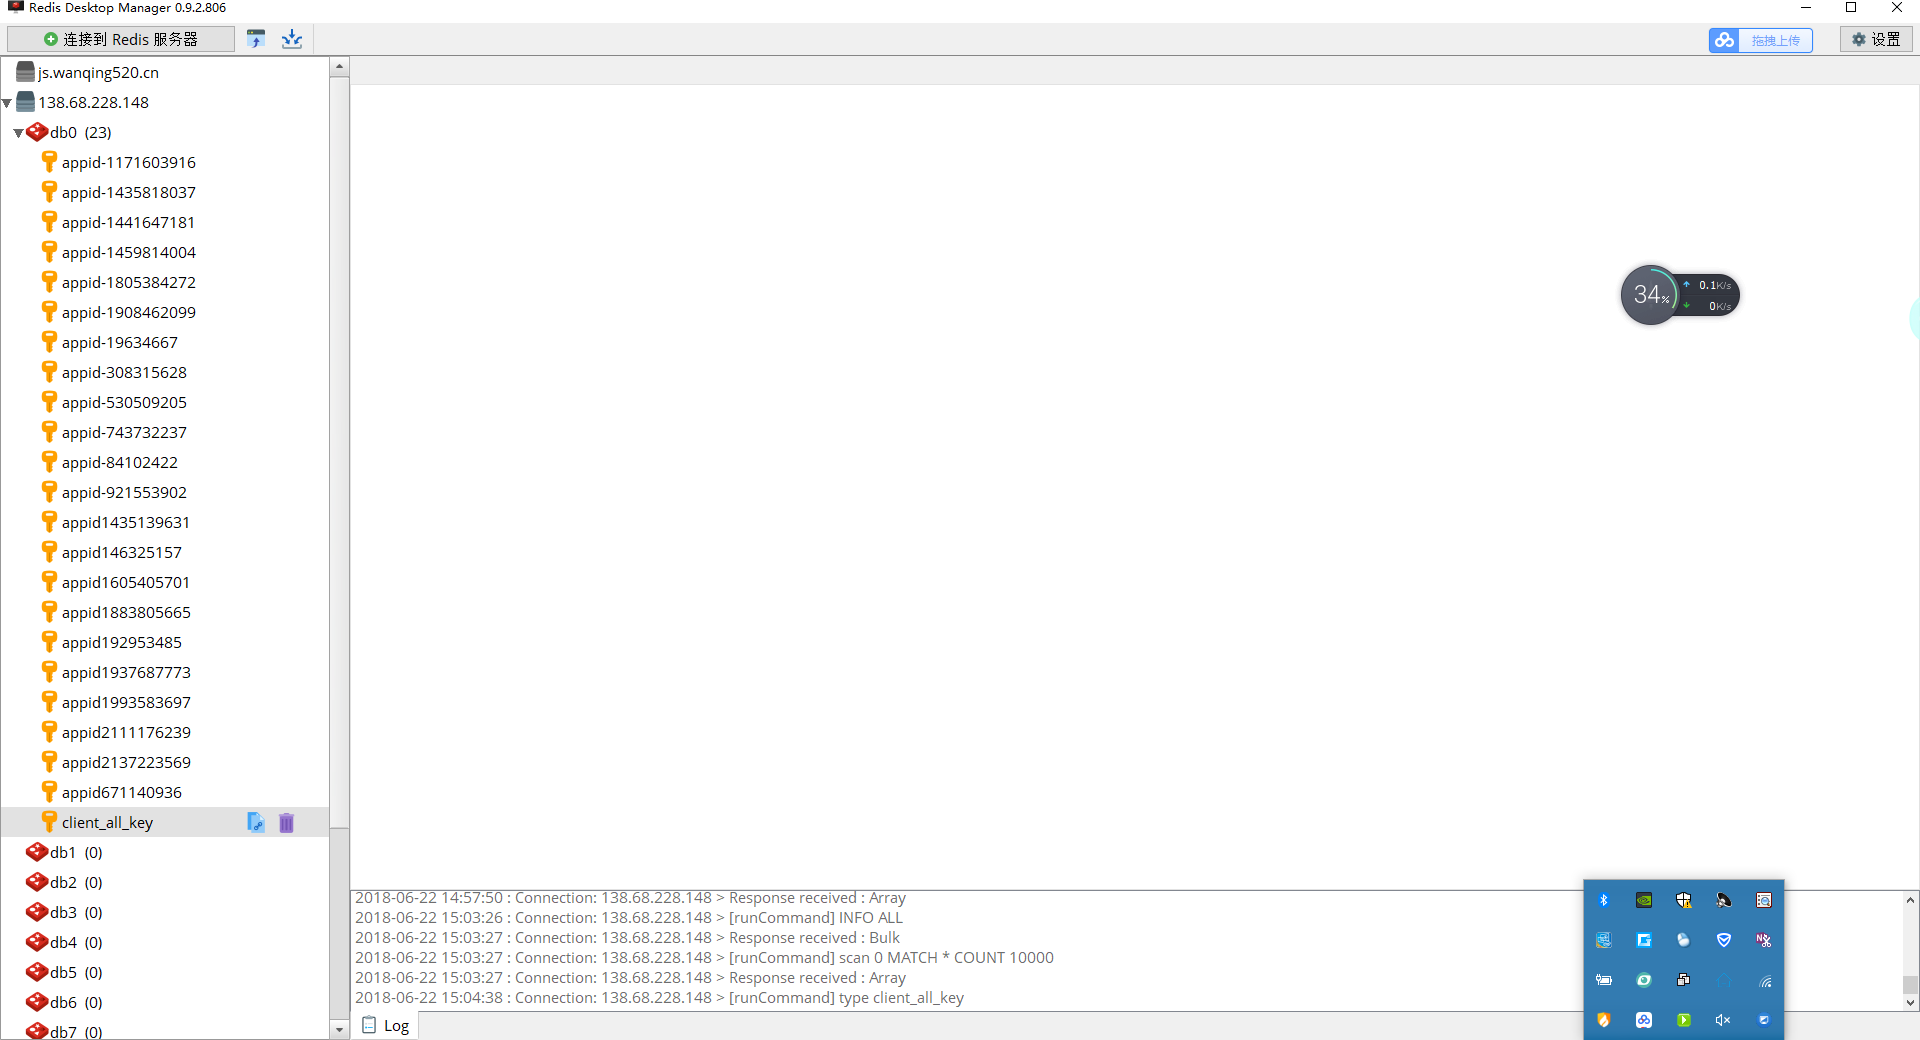 Redis Desktop Manager 0.9.2.806
连接到 Redis 服务器
拖拽上传
设置
js.wanqing520.cn
138.68.228.148
db0 (23)
appid-1171603916
appid-1435818037
appid-1441647181
appid-1459814004
appid-1805384272
appid-1908462099
appid-19634667
appid-308315628
appid-530509205
appid-743732237
appid-84102422
appid-921553902
appid1435139631
appid146325157
appid1605405701
appid1883805665
appid192953485
appid1937687773
appid1993583697
appid2111176239
appid2137223569
appid671140936
client_all_key
db1 (0)
db2 (0)
db3 (0)
db4 (0)
db5 (0)
db6 (0)
db7 (0)
34%
0.1K/s
0K/s
2018-06-22 14:57:50 : Connection: 138.68.228.148 > Response received : Array
2018-06-22 15:03:26 : Connection: 138.68.228.148 > [runCommand] INFO ALL
2018-06-22 15:03:27 : Connection: 138.68.228.148 > Response received : Bulk
2018-06-22 15:03:27 : Connection: 138.68.228.148 > [runCommand] scan 0 MATCH * COUNT 10000
2018-06-22 15:03:27 : Connection: 138.68.228.148 > Response received : Array
2018-06-22 15:04:38 : Connection: 138.68.228.148 > [runCommand] type client_all_key
Log